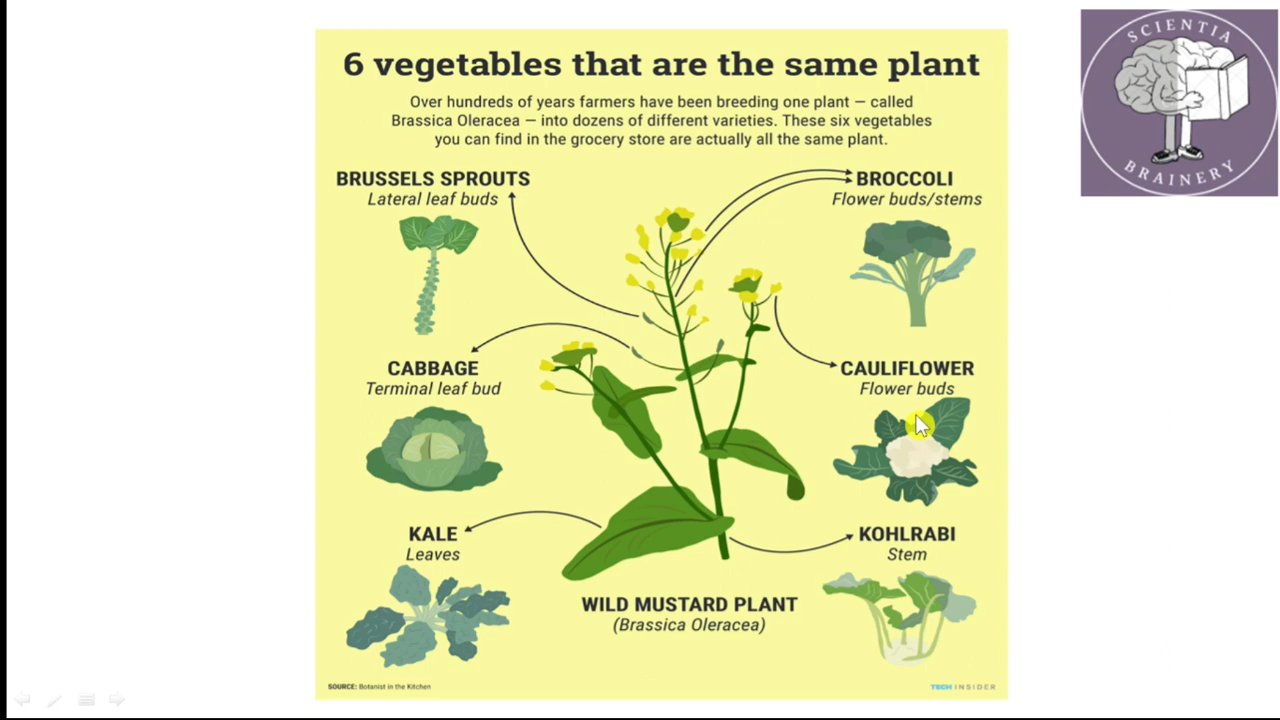 SCIENTIA
BRAINERY
6 vegetables that are the same plant
Over hundreds of years farmers have been breeding one plant — called
Brassica Oleracea — into dozens of different varieties. These six vegetables
you can find in the grocery store are actually all the same plant.
BRUSSELS SPROUTS
Lateral leaf buds
BROCCOLI
Flower buds/stems
CABBAGE
Terminal leaf bud
CAULIFLOWER
Flower buds
KALE
Leaves
KOHLRABI
Stem
WILD MUSTARD PLANT
(Brassica Oleracea)
SOURCE: Botanist in the Kitchen
TECH INSIDER